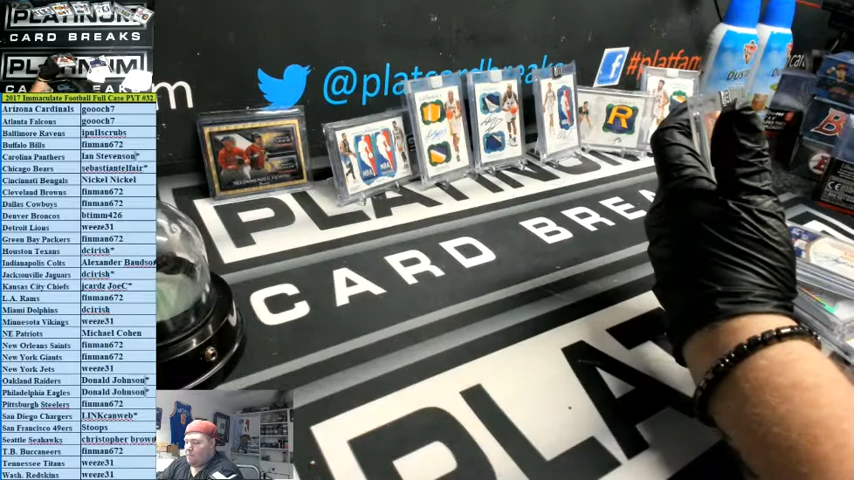 PLATINUM
CARD BREAKS
PLATINUM
CARD BREAKS
2017 Immaculate Football Full Case PYT #32
Arizona Cardinals goooch7
Atlanta Falcons goooch7
Baltimore Ravens ipullscrubs
Buffalo Bills finman672
Carolina Panthers Ian Stevenson*
Chicago Bears sebastiantelfair*
Cincinnati Bengals Nickel Nickel
Cleveland Browns finman672
Dallas Cowboys finman672
Denver Broncos btimm426
Detroit Lions weeze31
Green Bay Packers finman672
Houston Texans dcirish*
Indianapolis Colts Alexander Baudson
Jacksonville Jaguars dcirish*
Kansas City Chiefs jcardz JoeC*
L.A. Rams finman672
Miami Dolphins dcirish
Minnesota Vikings weeze31
NE Patriots Michael Cohen
New Orleans Saints finman672
New York Giants finman672
New York Jets weeze31
Oakland Raiders Donald Johnson*
Philadelphia Eagles Donald Johnson*
Pittsburgh Steelers finman672
San Diego Chargers LINKcanweb*
San Francisco 49ers Stoops
Seattle Seahawks christopher brown
T.B. Buccaneers finman672
Tennessee Titans weeze31
Wash. Redskins weeze31
m
@platcardbreaks
#platfam
R
PLATINUM
CARD BREA
CARD BREAKS
PLAT